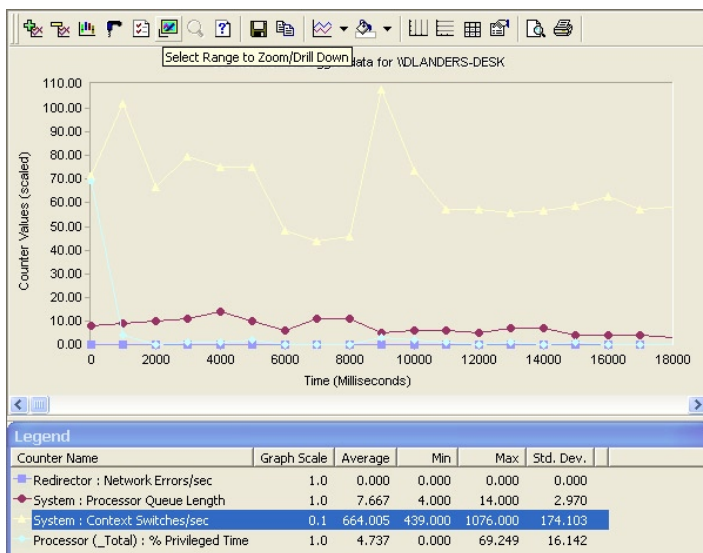 Select Range to Zoom/Drill Down
data for \\DLANDERS-DESK
110.00
100.00
90.00
80.00
70.00
60.00
50.00
40.00
30.00
20.00
10.00
0.00
Counter Values (scaled)
0 2000 4000 6000 8000 10000 12000 14000 16000 18000
Time (Milliseconds)
Legend
Counter Name Graph Scale Average Min Max Std. Dev.
Redirector : Network Errors/sec 1.0 0.000 0.000 0.000 0.000
System : Processor Queue Length 1.0 7.667 4.000 14.000 2.970
System : Context Switches/sec 0.1 664.005 439.000 1076.000 174.103
Processor (_Total) : % Privileged Time 1.0 4.737 0.000 69.249 16.142